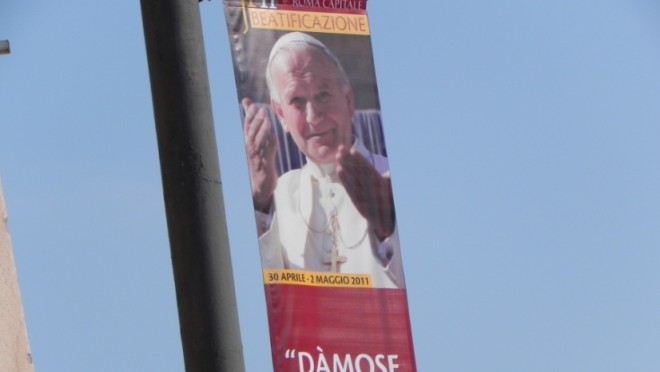 ROMA CAPITALE
BEATIFICAZIONE
30 APRILE - 2 MAGGIO 2011
“DÀMOSE